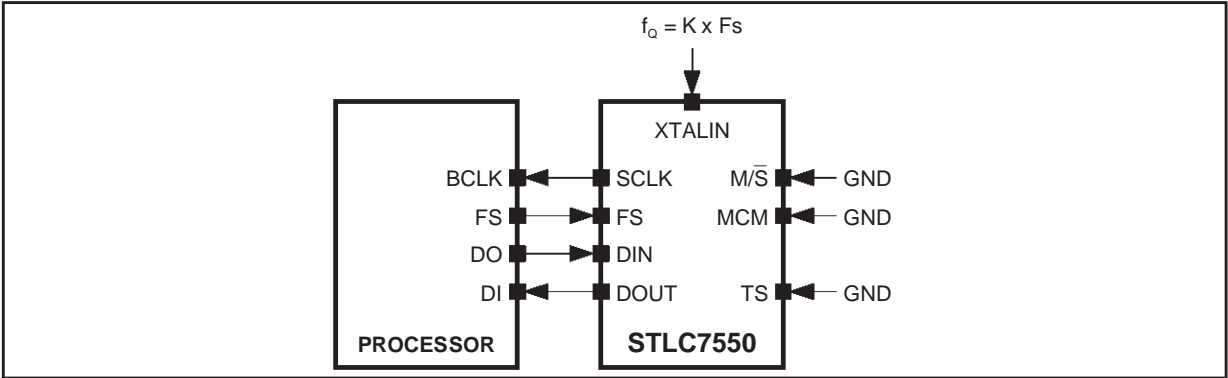 f_Q = K x Fs
XTALIN
BCLK SCLK M/S̅ GND
FS FS MCM GND
DO DIN
DI DOUT TS GND
PROCESSOR STLC7550